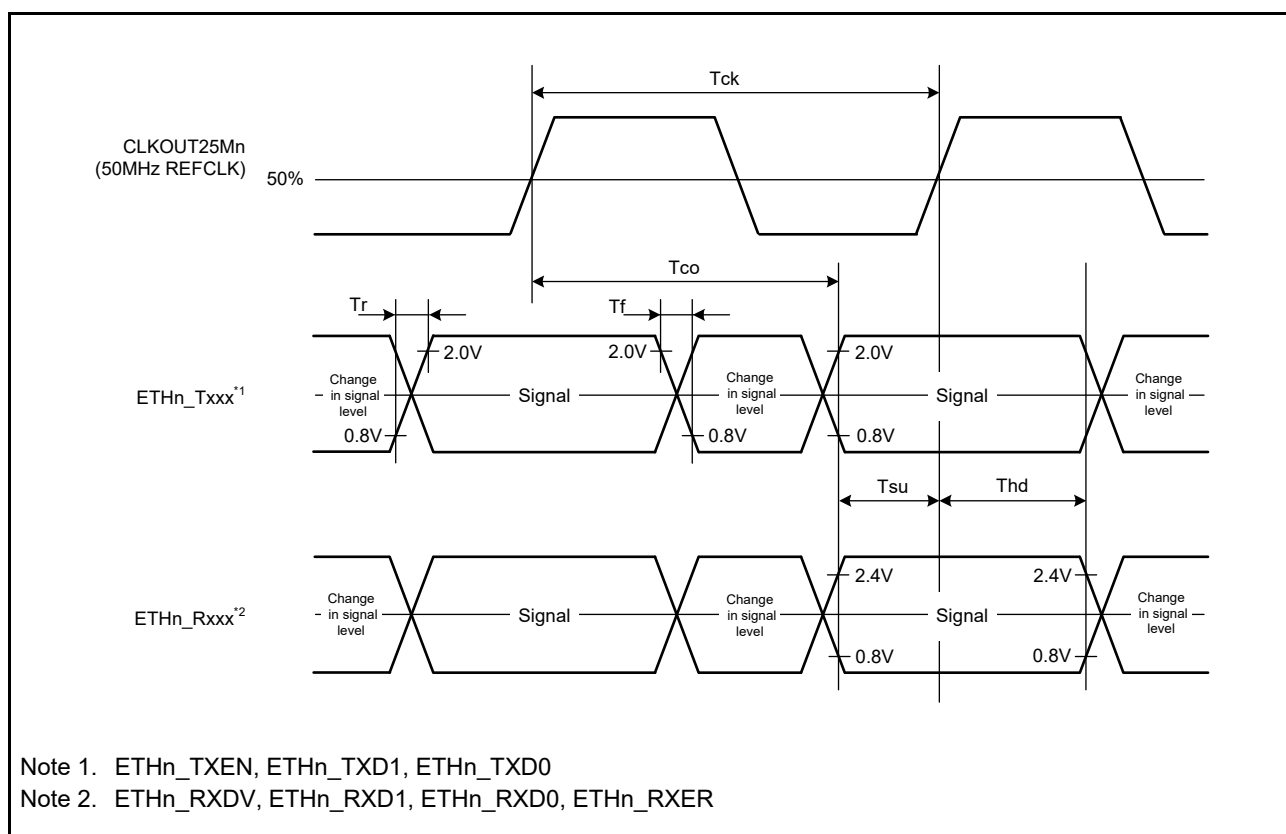 Tck
CLKOUT25Mn
(50MHz REFCLK)
50%
Tco
Tr
Tf
2.0V
2.0V
2.0V
ETHn_Txxx*1
Change
in signal
level
Signal
Change
in signal
level
Signal
Change
in signal
level
0.8V
0.8V
0.8V
Tsu
Thd
2.4V
2.4V
ETHn_Rxxx*2
Change
in signal
level
Signal
Change
in signal
level
Signal
Change
in signal
level
0.8V
0.8V
Note 1. ETHn_TXEN, ETHn_TXD1, ETHn_TXD0
Note 2. ETHn_RXDV, ETHn_RXD1, ETHn_RXD0, ETHn_RXER